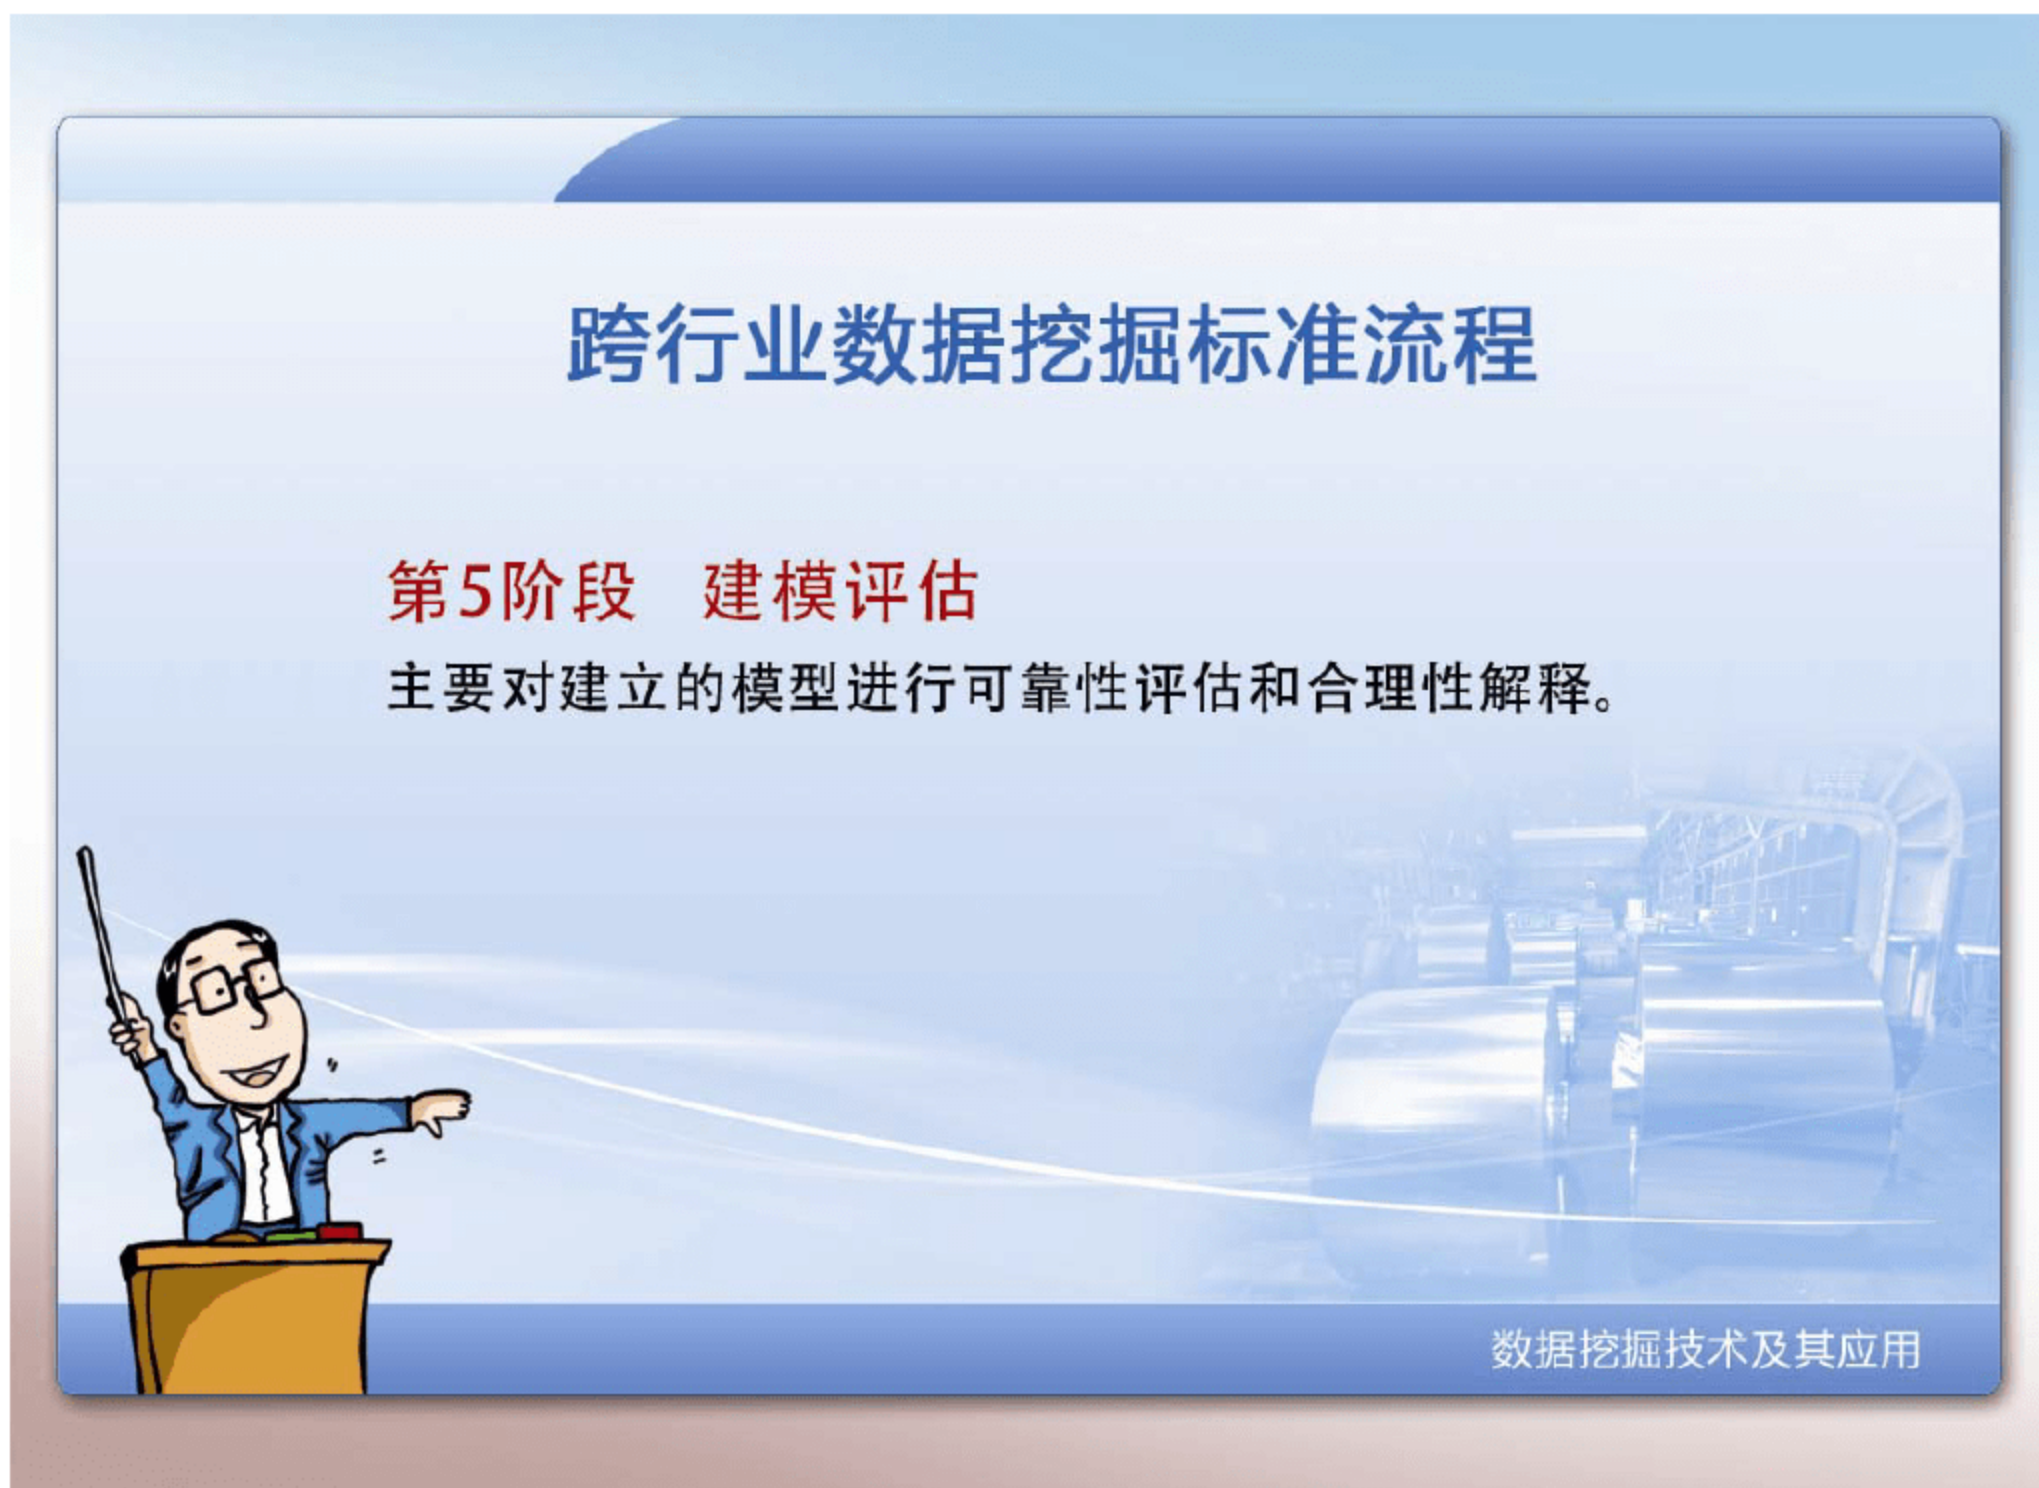 跨行业数据挖掘标准流程
第5阶段 建模评估
主要对建立的模型进行可靠性评估和合理性解释。
数据挖掘技术及其应用